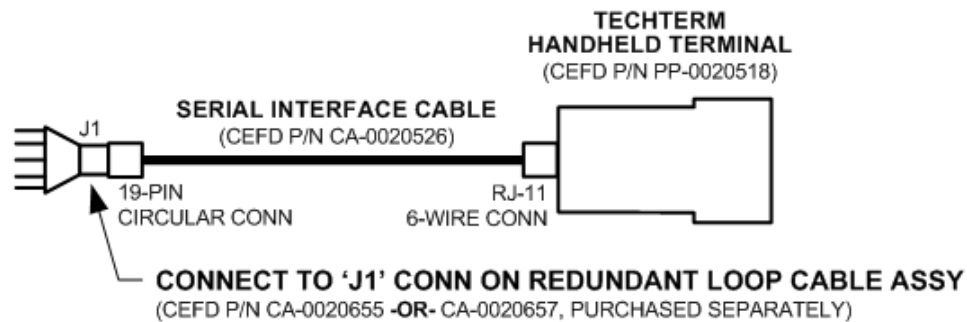 TECHTERM
HANDHELD TERMINAL
(CEFD P/N PP-0020518)
SERIAL INTERFACE CABLE
(CEFD P/N CA-0020526)
J1
19-PIN
CIRCULAR CONN
RJ-11
6-WIRE CONN
CONNECT TO ‘J1’ CONN ON REDUNDANT LOOP CABLE ASSY
(CEFD P/N CA-0020655 -OR- CA-0020657, PURCHASED SEPARATELY)